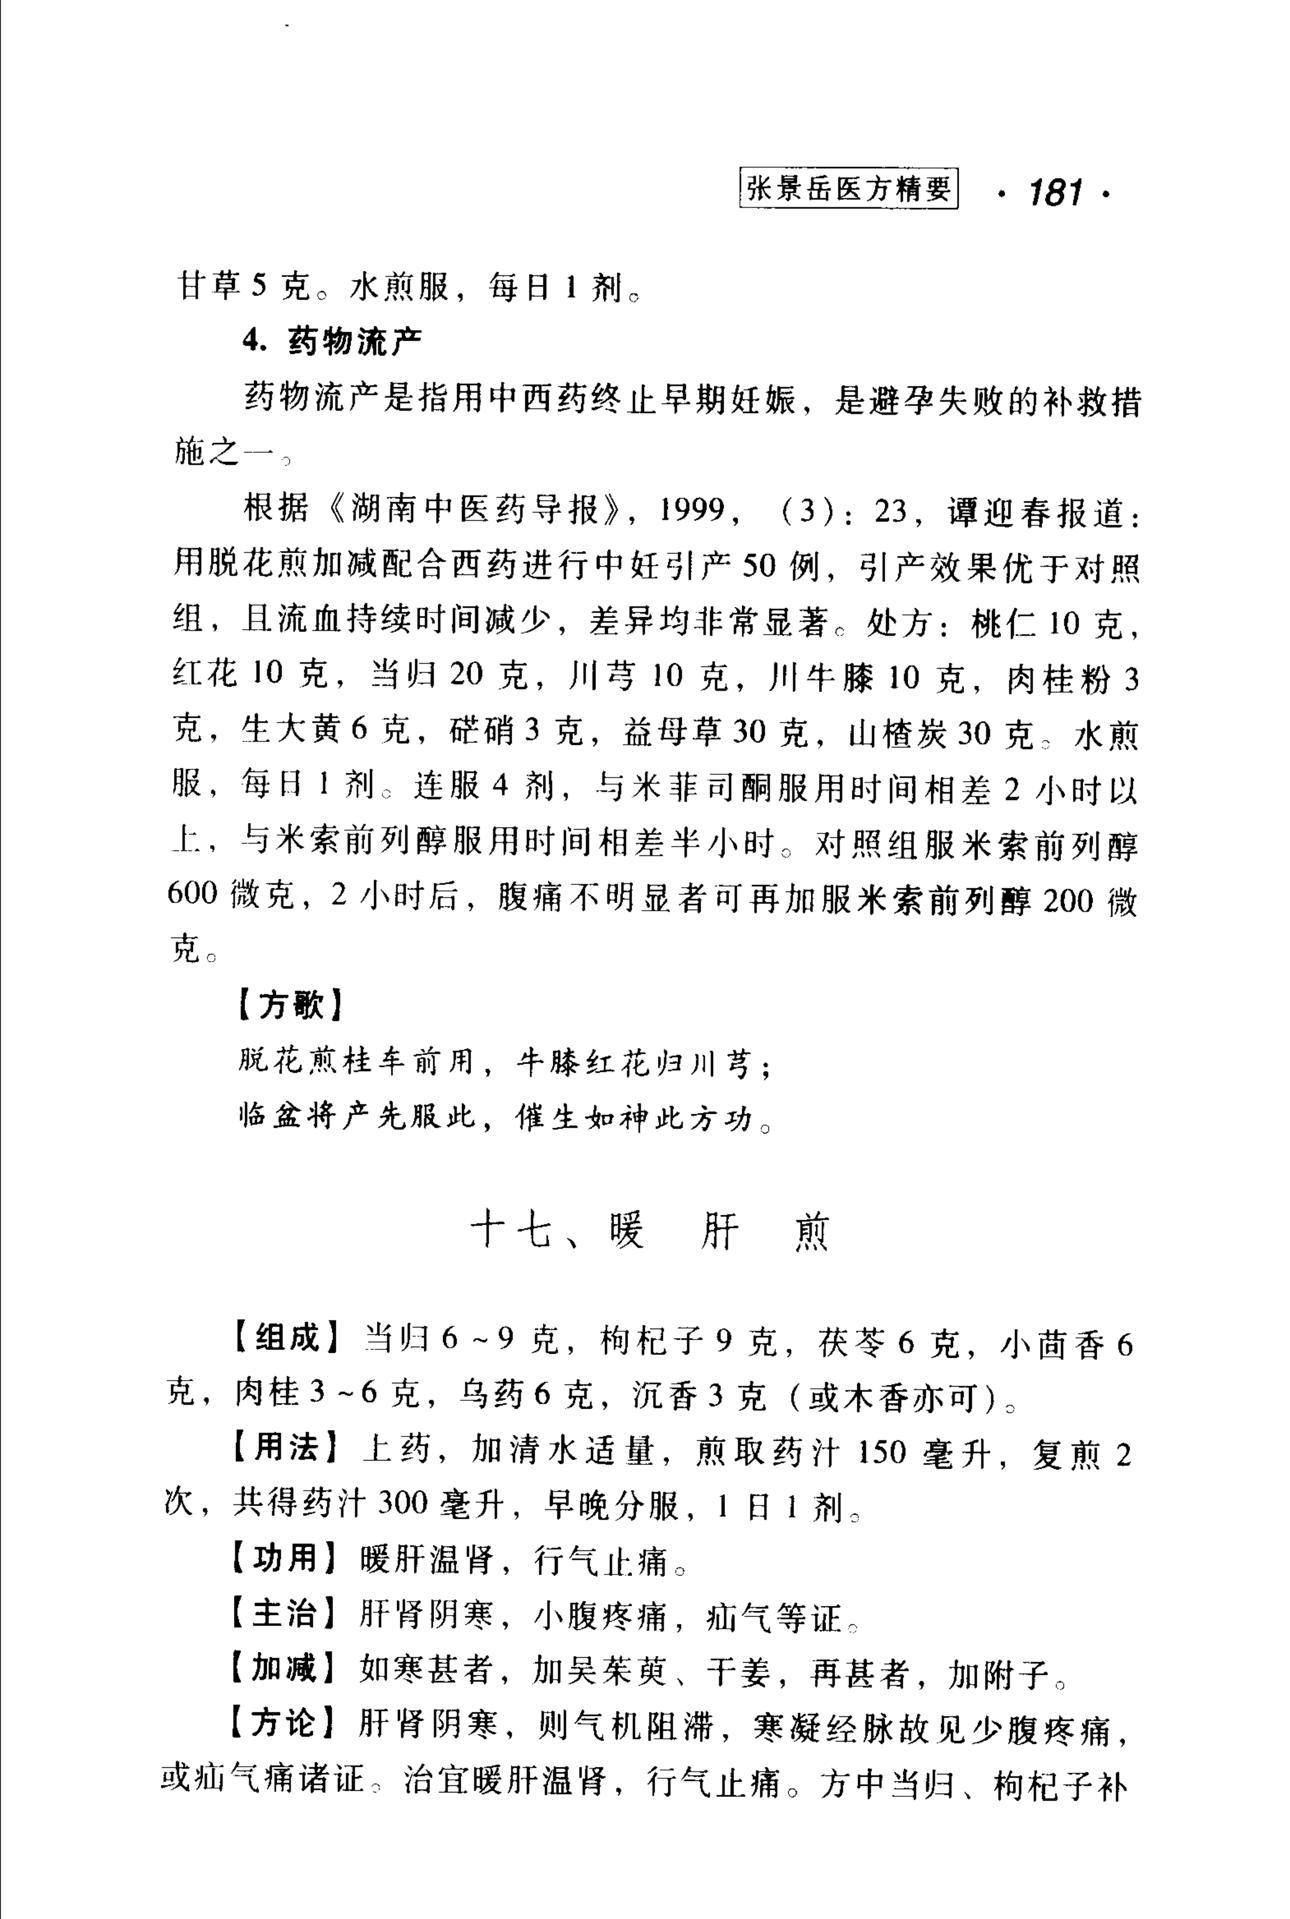 张景岳医方精要 · 181 ·
甘草 5 克。水煎服，每日 1 剂。
4. 药物流产
药物流产是指用中西药终止早期妊娠，是避孕失败的补救措
施之一。
根据《湖南中医药导报》，1999，（3）：23，谭迎春报道：
用脱花煎加减配合西药进行中妊引产 50 例，引产效果优于对照
组，且流血持续时间减少，差异均非常显著。处方：桃仁 10 克，
红花 10 克，当归 20 克，川芎 10 克，川牛膝 10 克，肉桂粉 3
克，生大黄 6 克，硭硝 3 克，益母草 30 克，山楂炭 30 克。水煎
服，每日 1 剂。连服 4 剂，与米菲司酮服用时间相差 2 小时以
上，与米索前列醇服用时间相差半小时。对照组服米索前列醇
600 微克，2 小时后，腹痛不明显者可再加服米索前列醇 200 微
克。
【方歌】
脱花煎桂车前用，牛膝红花归川芎；
临盆将产先服此，催生如神此方功。
十七、暖 肝 煎
【组成】当归 6～9 克，枸杞子 9 克，茯苓 6 克，小茴香 6
克，肉桂 3～6 克，乌药 6 克，沉香 3 克（或木香亦可）。
【用法】上药，加清水适量，煎取药汁 150 毫升，复煎 2
次，共得药汁 300 毫升，早晚分服，1 日 1 剂。
【功用】暖肝温肾，行气止痛。
【主治】肝肾阴寒，小腹疼痛，疝气等证。
【加减】如寒甚者，加吴茱萸、干姜，再甚者，加附子。
【方论】肝肾阴寒，则气机阻滞，寒凝经脉故见少腹疼痛，
或疝气痛诸证。治宜暖肝温肾，行气止痛。方中当归、枸杞子补